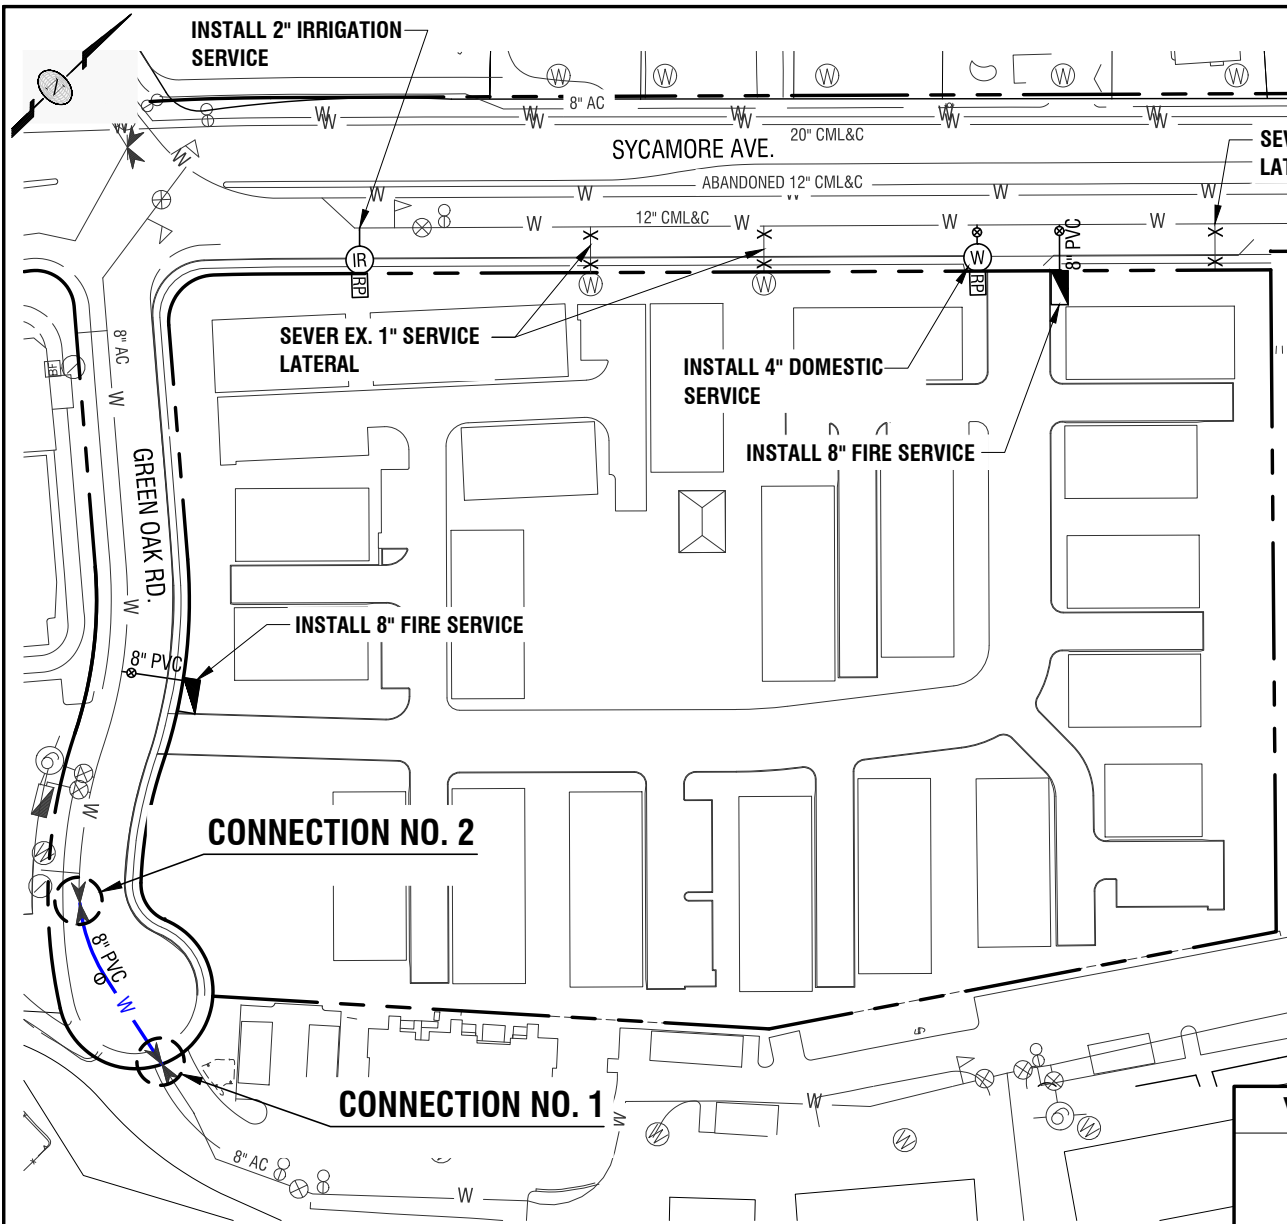 INSTALL 2" IRRIGATION
SERVICE
8" AC
20" CML&C
SYCAMORE AVE.
ABANDONED 12" CML&C
12" CML&C
8" PVC
IR
RP
W
RP
SEVER EX. 1" SERVICE
LATERAL
INSTALL 4" DOMESTIC
SERVICE
INSTALL 8" FIRE SERVICE
8" AC
BF
W
GREEN OAK RD.
W
INSTALL 8" FIRE SERVICE
8" PVC
W
CONNECTION NO. 2
8" PVC
W
CONNECTION NO. 1
8" AC
W
W
W